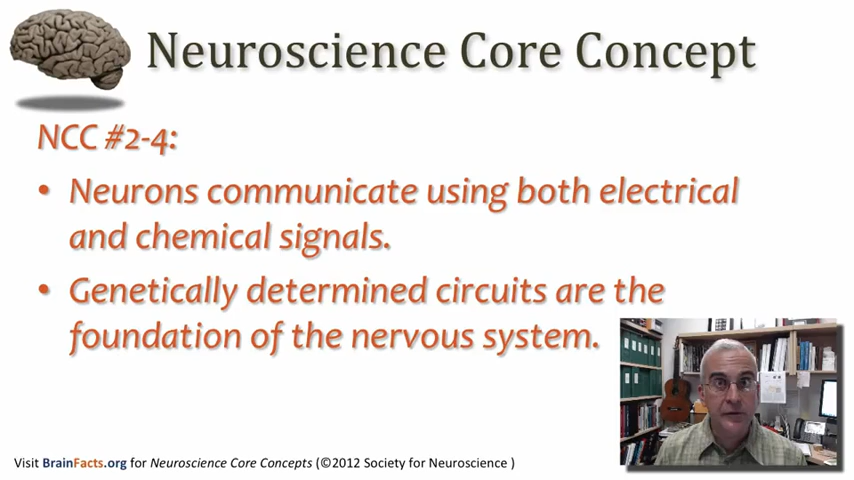 Neuroscience Core Concept
NCC #2-4:
• Neurons communicate using both electrical
and chemical signals.
• Genetically determined circuits are the
foundation of the nervous system.
Visit BrainFacts.org for Neuroscience Core Concepts (©2012 Society for Neuroscience )